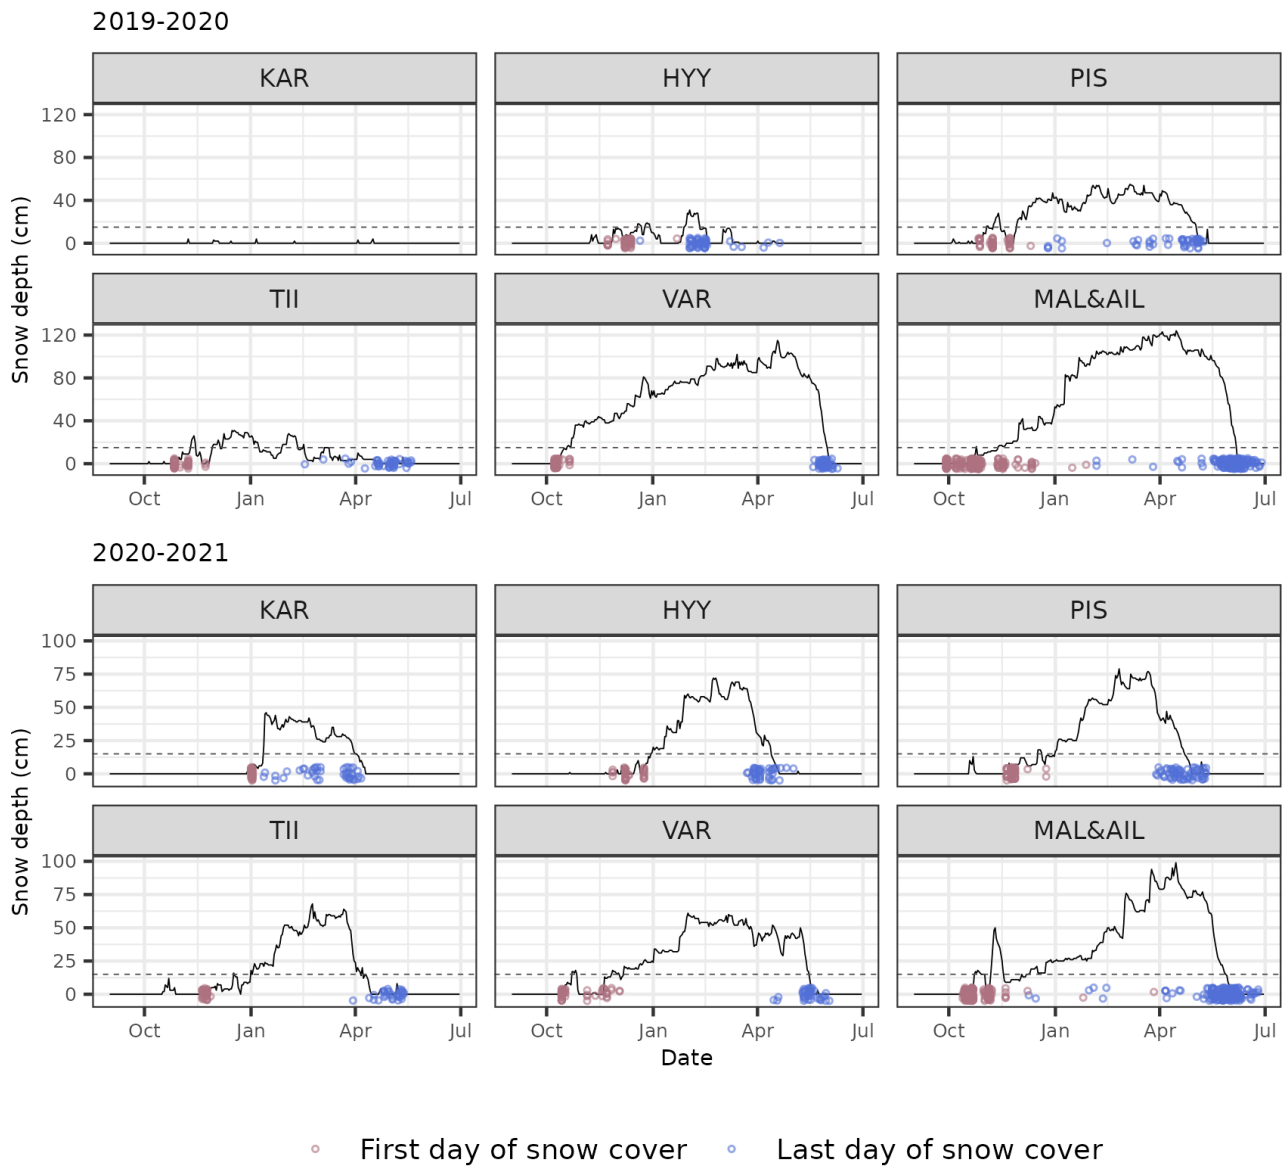 2019-2020
KAR HYY PIS
120
80
40
0
TII VAR MAL&AIL
120
80
40
0
Snow depth (cm)
Oct Jan Apr Jul Oct Jan Apr Jul Oct Jan Apr Jul
2020-2021
KAR HYY PIS
100
75
50
25
0
TII VAR MAL&AIL
100
75
50
25
0
Snow depth (cm)
Oct Jan Apr Jul Oct Jan Apr Jul Oct Jan Apr Jul
Date
First day of snow cover Last day of snow cover